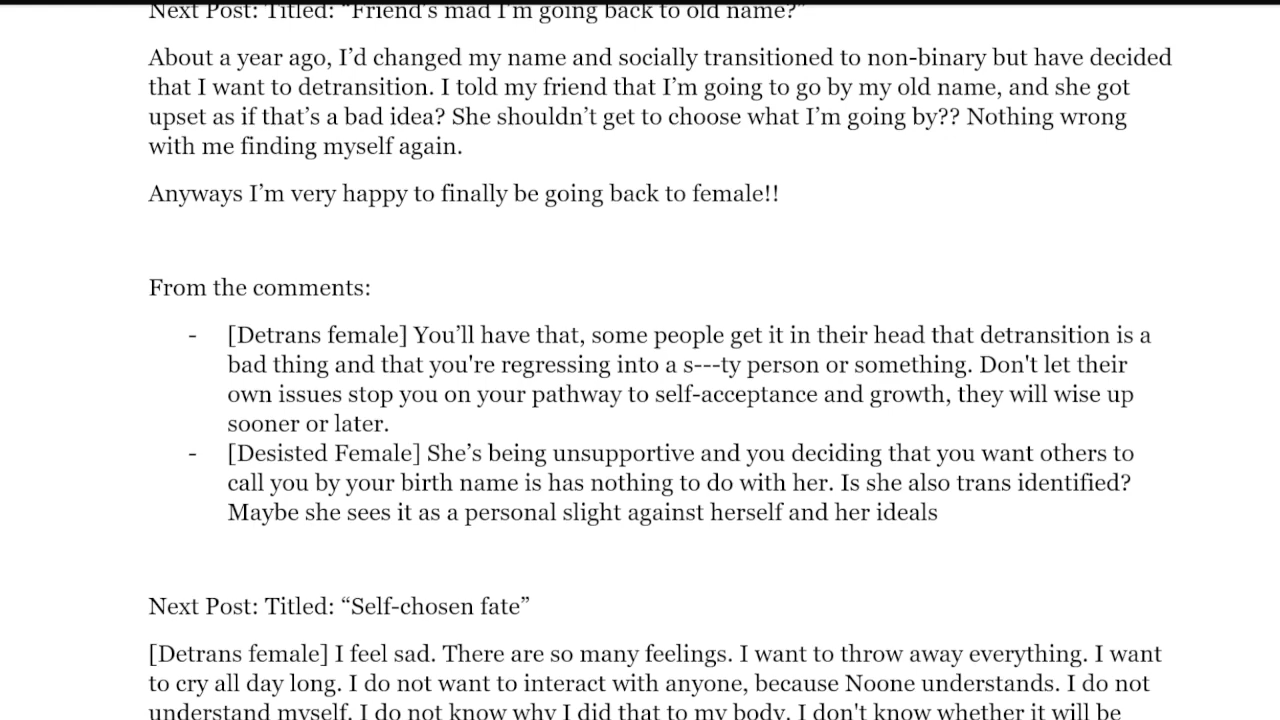 Next Post: Titled: “Friend’s mad I’m going back to old name?”
About a year ago, I’d changed my name and socially transitioned to non-binary but have decided
that I want to detransition. I told my friend that I’m going to go by my old name, and she got
upset as if that’s a bad idea? She shouldn’t get to choose what I’m going by?? Nothing wrong
with me finding myself again.
Anyways I’m very happy to finally be going back to female!!
From the comments:
- [Detrans female] You’ll have that, some people get it in their head that detransition is a
bad thing and that you're regressing into a s---ty person or something. Don't let their
own issues stop you on your pathway to self-acceptance and growth, they will wise up
sooner or later.
- [Desisted Female] She’s being unsupportive and you deciding that you want others to
call you by your birth name is has nothing to do with her. Is she also trans identified?
Maybe she sees it as a personal slight against herself and her ideals
Next Post: Titled: “Self-chosen fate”
[Detrans female] I feel sad. There are so many feelings. I want to throw away everything. I want
to cry all day long. I do not want to interact with anyone, because Noone understands. I do not
understand myself. I do not know why I did that to my body. I don't know whether it will be